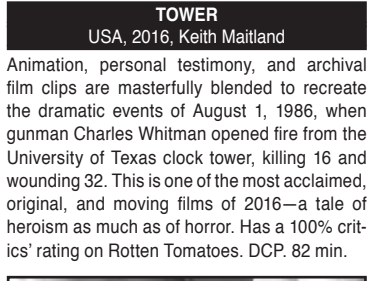 TOWER
USA, 2016, Keith Maitland
Animation, personal testimony, and archival
film clips are masterfully blended to recreate
the dramatic events of August 1, 1986, when
gunman Charles Whitman opened fire from the
University of Texas clock tower, killing 16 and
wounding 32. This is one of the most acclaimed,
original, and moving films of 2016—a tale of
heroism as much as of horror. Has a 100% crit-
ics' rating on Rotten Tomatoes. DCP. 82 min.